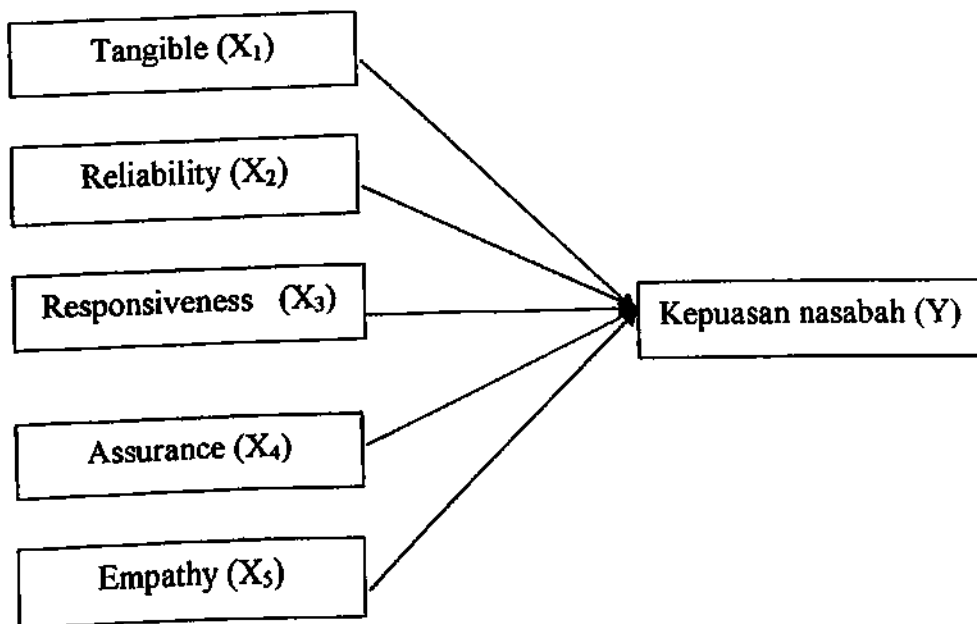 Tangible (X₁)
Reliability (X₂)
Responsiveness (X₃)
Kepuasan nasabah (Y)
Assurance (X₄)
Empathy (X₅)